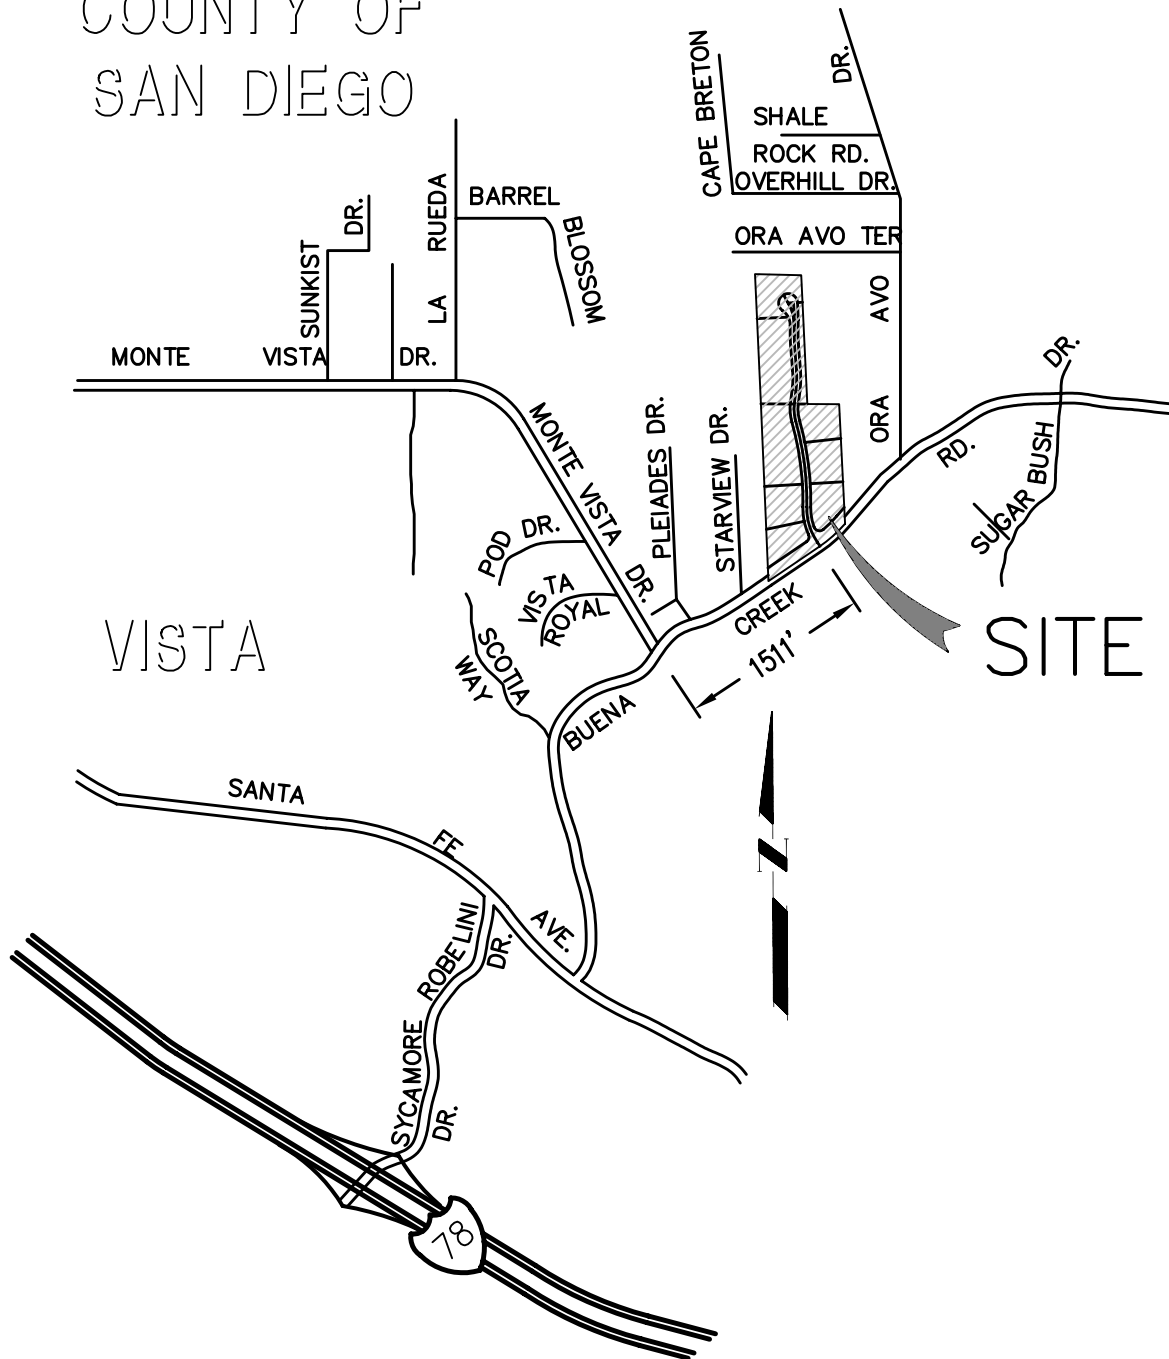 COUNTY OF
SAN DIEGO
CAPE BRETON
DR.
SHALE
ROCK RD.
OVERHILL DR.
ORA AVO TER
SUNKIST
DR.
LA RUEDA
BARREL
BLOSSOM
MONTE VISTA DR.
ORA AVO
MONTE VISTA DR.
PLEIADES DR.
STARVIEW DR.
RD.
SUGAR BUSH
DR.
POD DR.
VISTA
ROYAL
SCOTIA
WAY
CREEK
1511'
SITE
VISTA
BUENA
SANTA
FE
AVE.
N
ROBELINI
DR.
SYCAMORE
DR.
78